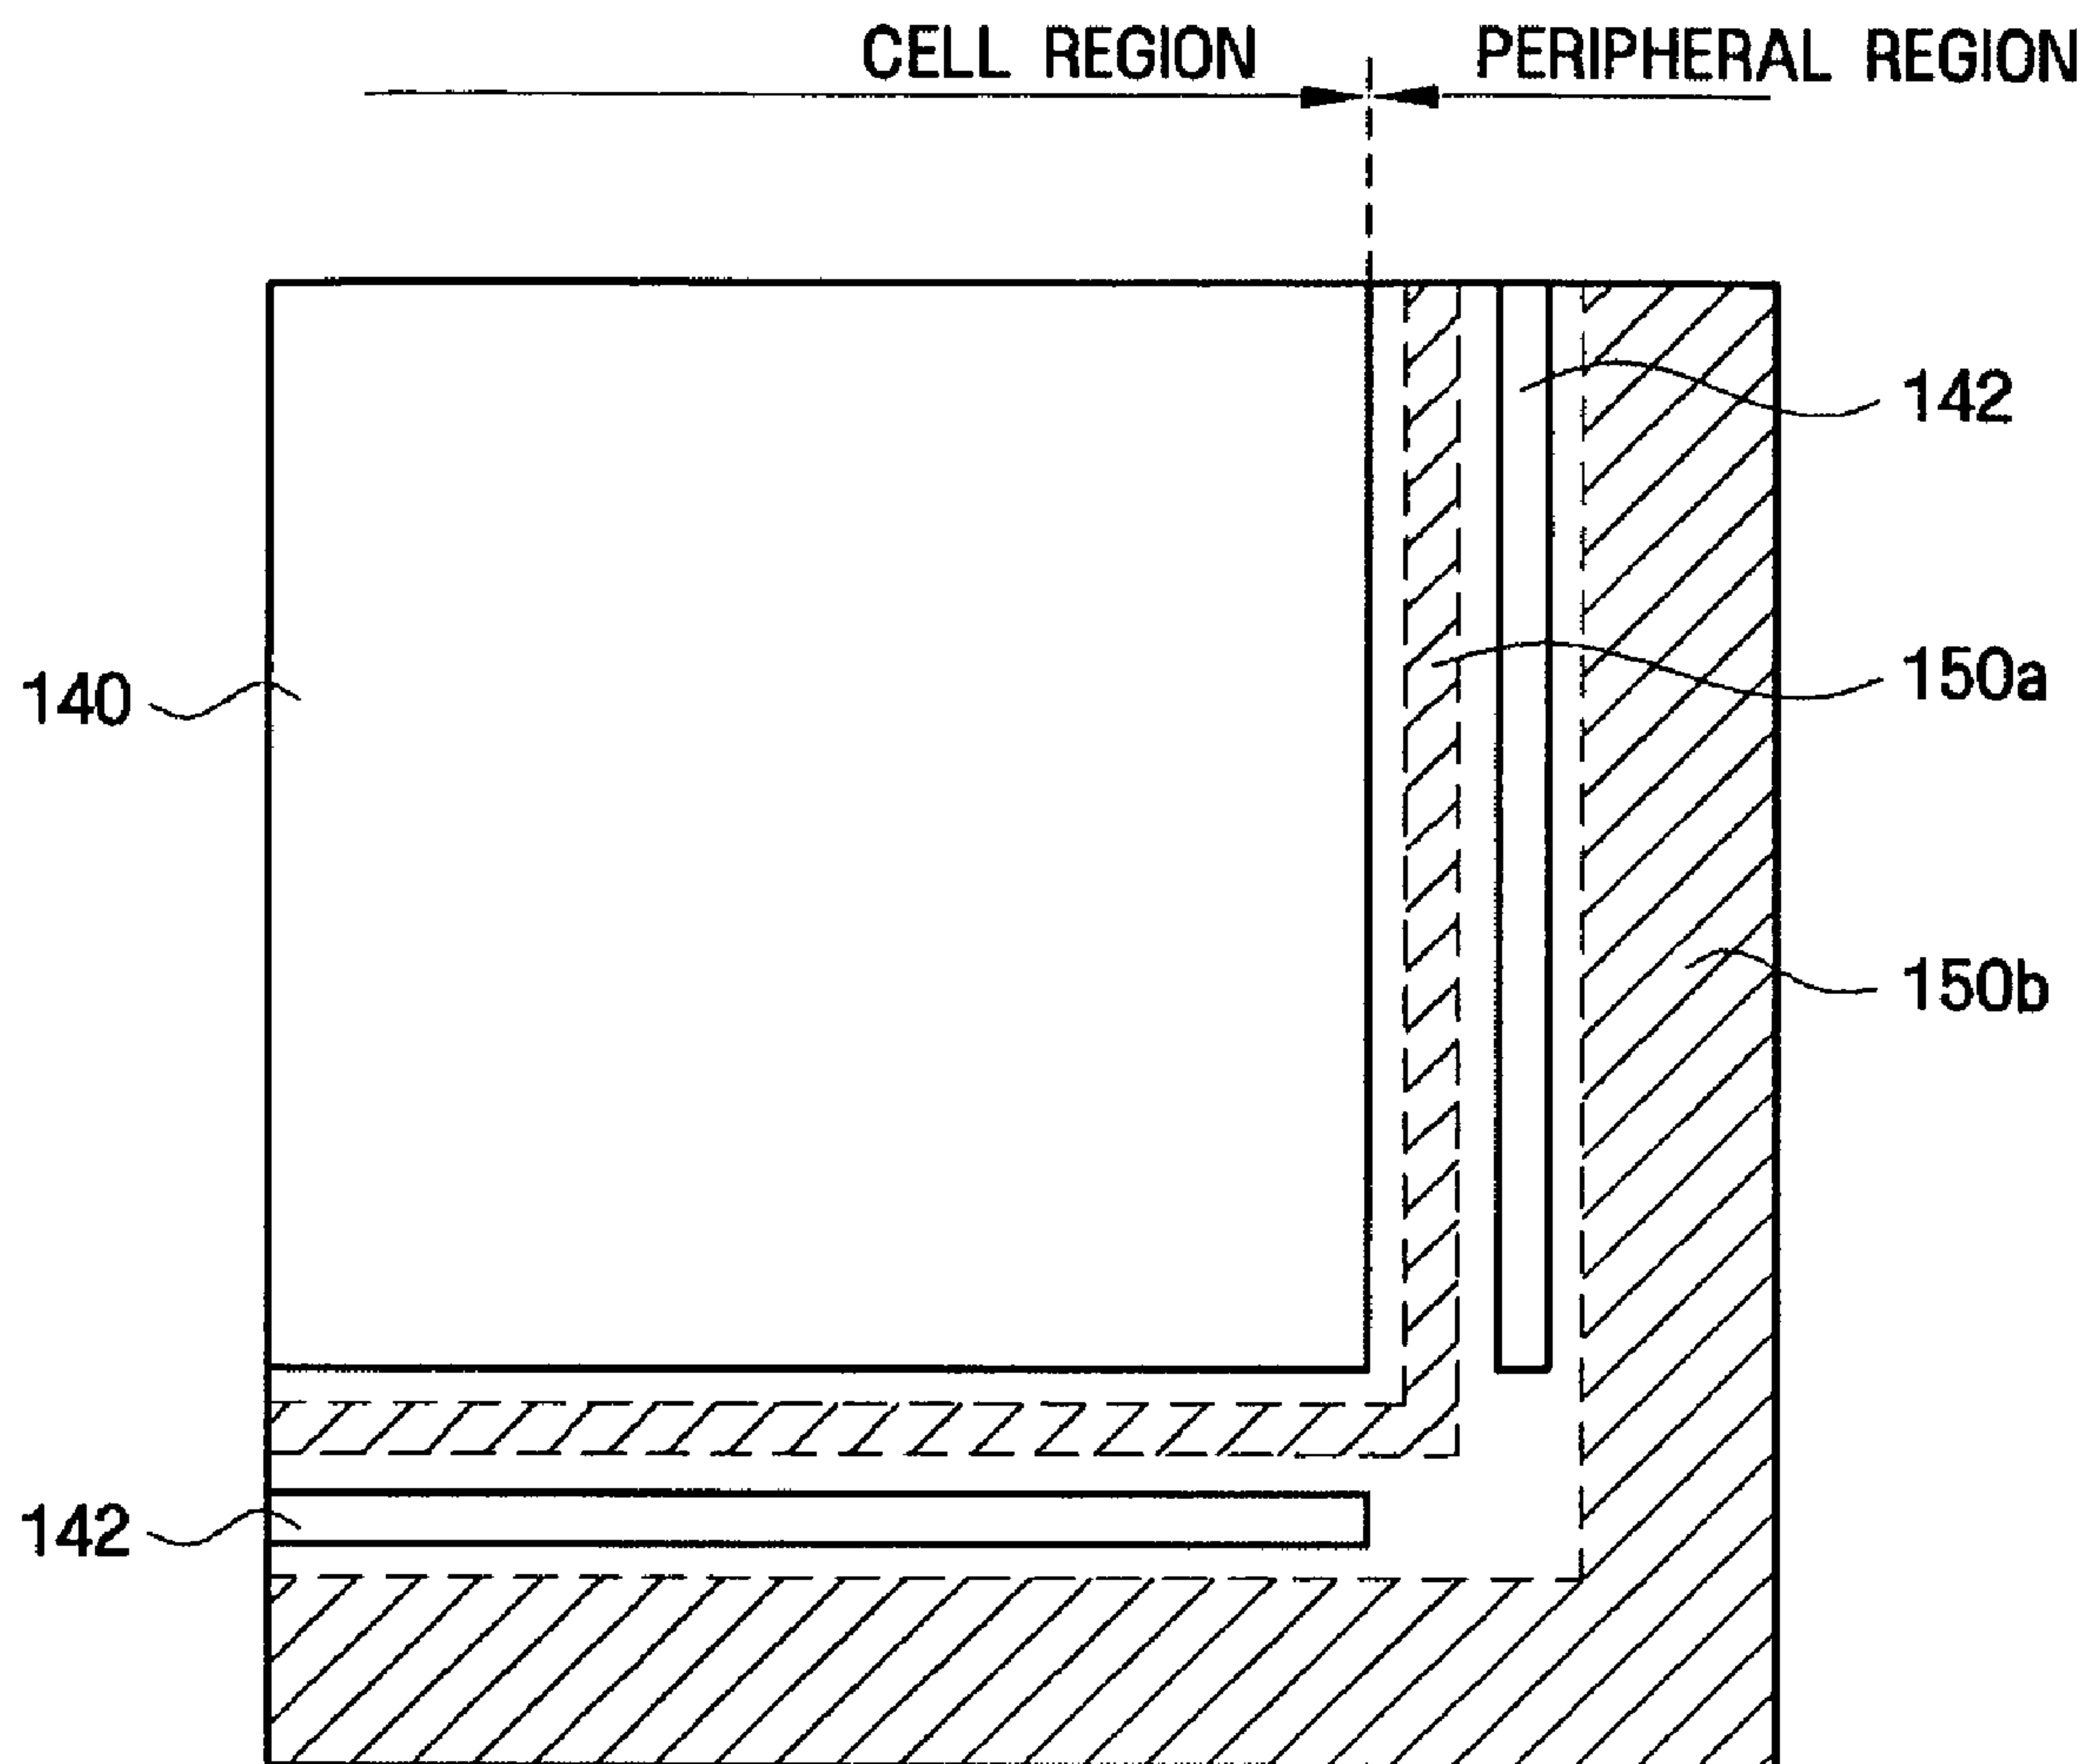 CELL REGION
PERIPHERAL REGION
142
150a
140
150b
142